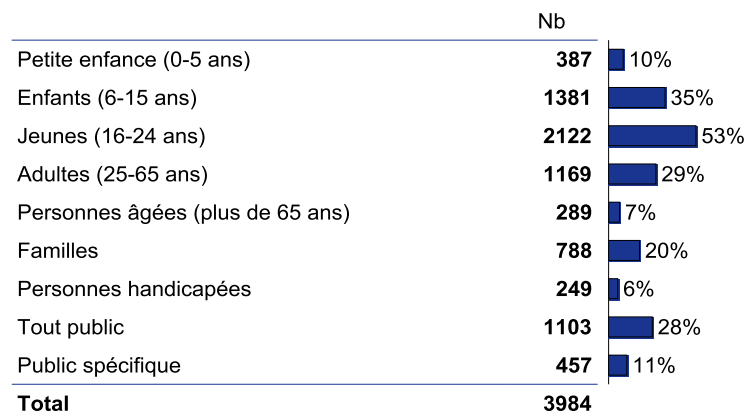 Nb
Petite enfance (0-5 ans) 387 10%
Enfants (6-15 ans) 1381 35%
Jeunes (16-24 ans) 2122 53%
Adultes (25-65 ans) 1169 29%
Personnes âgées (plus de 65 ans) 289 7%
Familles 788 20%
Personnes handicapées 249 6%
Tout public 1103 28%
Public spécifique 457 11%
Total 3984